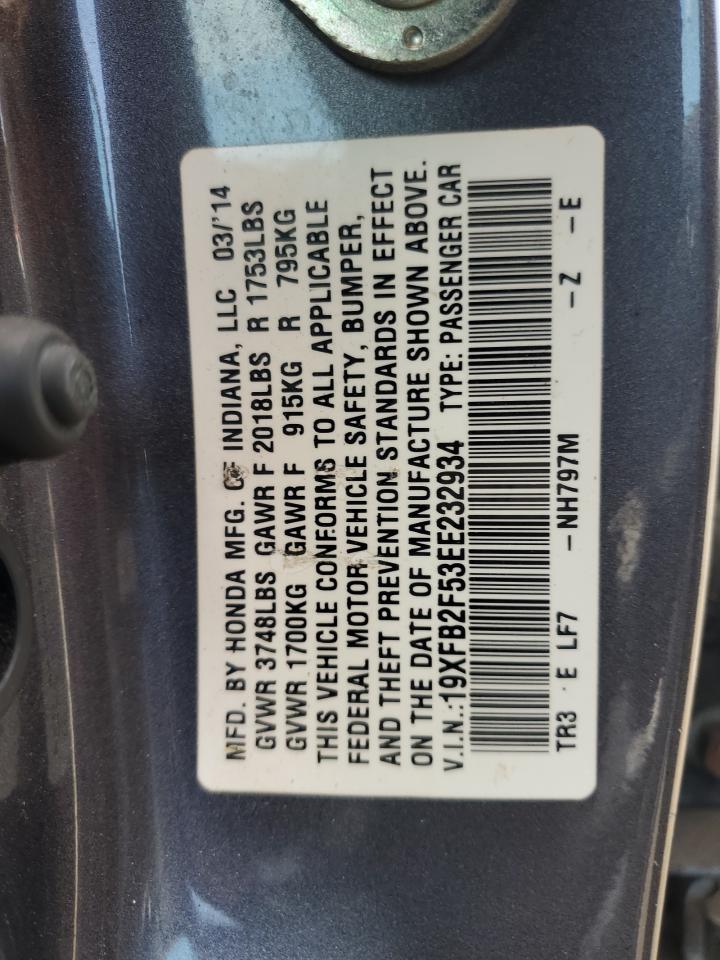 MFD. BY HONDA MFG. OF INDIANA, LLC 03/'14
GVWR 3748LBS GAWR F 2018LBS R 1753LBS
GVWR 1700KG GAWR F 915KG R 795KG
THIS VEHICLE CONFORMS TO ALL APPLICABLE
FEDERAL MOTOR VEHICLE SAFETY, BUMPER,
AND THEFT PREVENTION STANDARDS IN EFFECT
ON THE DATE OF MANUFACTURE SHOWN ABOVE.
V.I.N.:19XFB2F53EE232934 TYPE: PASSENGER CAR
TR3 E LF7 –NH797M –Z –E